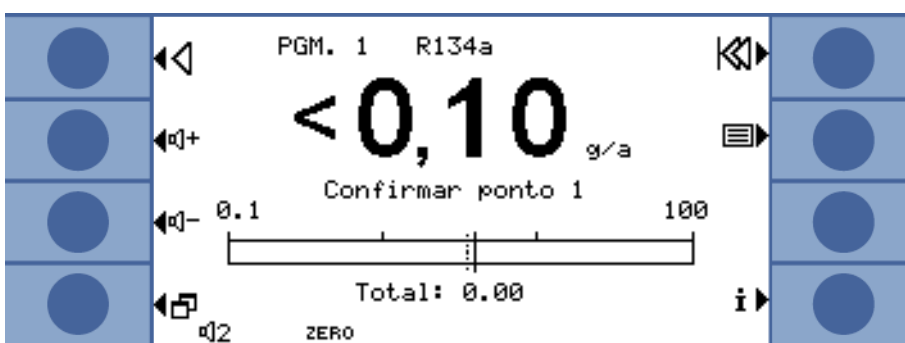 PGM. 1 R134a
<0,10 g/a
+
Confirmar ponto 1
- 0.1 100
Total: 0.00
i
2 ZERO